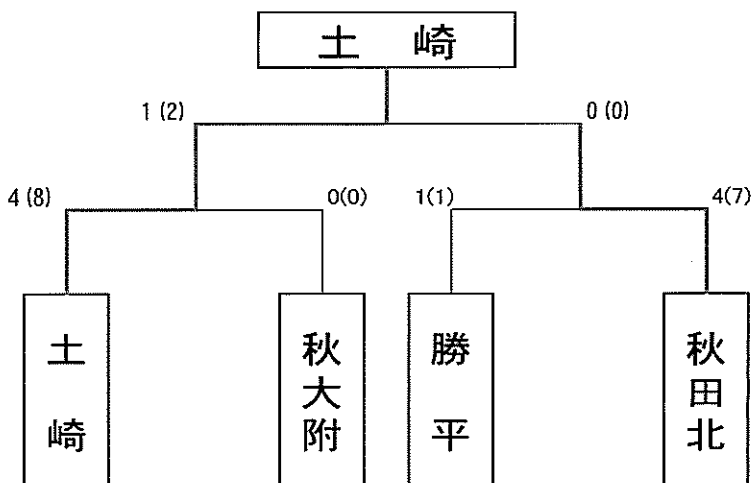 土崎
1(2)
0(0)
4(8)
0(0)
1(1)
4(7)
土崎
秋大附
勝平
秋田北